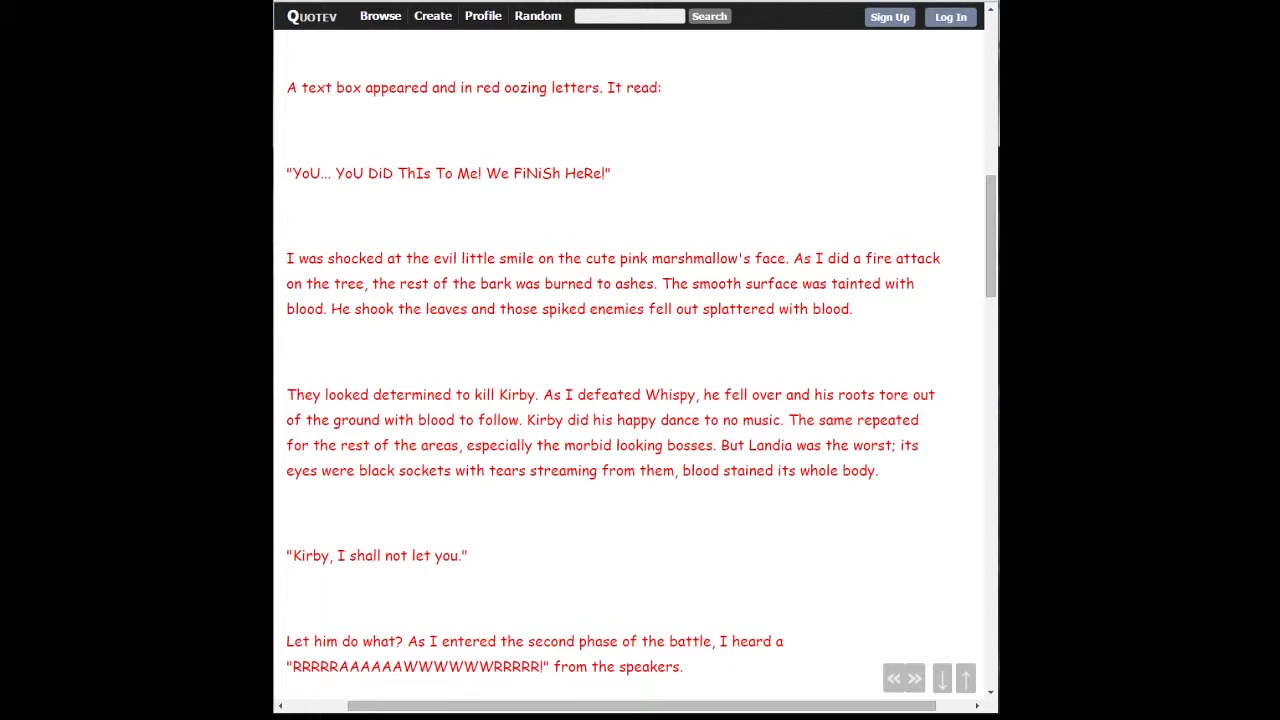 QUOTEV Browse Create Profile Random Search Sign Up Log In
A text box appeared and in red oozing letters. It read:
"YoU... YoU DiD ThIs To Me! We FiNiSh HeRe!"
I was shocked at the evil little smile on the cute pink marshmallow's face. As I did a fire attack
on the tree, the rest of the bark was burned to ashes. The smooth surface was tainted with
blood. He shook the leaves and those spiked enemies fell out splattered with blood.
They looked determined to kill Kirby. As I defeated Whispy, he fell over and his roots tore out
of the ground with blood to follow. Kirby did his happy dance to no music. The same repeated
for the rest of the areas, especially the morbid looking bosses. But Landia was the worst; its
eyes were black sockets with tears streaming from them, blood stained its whole body.
"Kirby, I shall not let you."
Let him do what? As I entered the second phase of the battle, I heard a
"RRRRRAAAAAAWWWWWWRRRRR!" from the speakers.